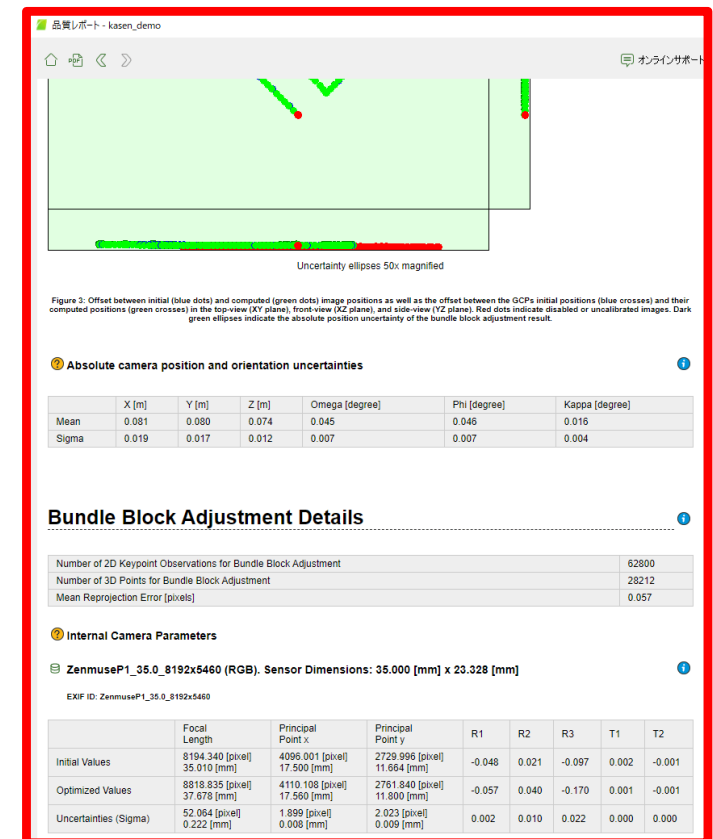 品質レポート - kasen_demo
PDF
オンラインサポート
Uncertainty ellipses 50x magnified
Figure 3: Offset between initial (blue dots) and computed (green dots) image positions as well as the offset between the GCPs initial positions (blue crosses) and their
computed positions (green crosses) in the top-view (XY plane), front-view (XZ plane), and side-view (YZ plane). Red dots indicate disabled or uncalibrated images. Dark
green ellipses indicate the absolute position uncertainty of the bundle block adjustment result.
? Absolute camera position and orientation uncertainties i
X [m] Y [m] Z [m] Omega [degree] Phi [degree] Kappa [degree]
Mean 0.081 0.080 0.074 0.045 0.046 0.016
Sigma 0.019 0.017 0.012 0.007 0.007 0.004
Bundle Block Adjustment Details i
Number of 2D Keypoint Observations for Bundle Block Adjustment 62800
Number of 3D Points for Bundle Block Adjustment 28212
Mean Reprojection Error [pixels] 0.057
? Internal Camera Parameters
ZenmuseP1_35.0_8192x5460 (RGB). Sensor Dimensions: 35.000 [mm] x 23.328 [mm] i
EXIF ID: ZenmuseP1_35.0_8192x5460
Focal Principal Principal
Length Point x Point y R1 R2 R3 T1 T2
Initial Values 8194.340 [pixel] 4096.001 [pixel] 2729.996 [pixel] -0.048 0.021 -0.097 0.002 -0.001
35.010 [mm] 17.500 [mm] 11.664 [mm]
Optimized Values 8818.835 [pixel] 4110.108 [pixel] 2761.840 [pixel] -0.057 0.040 -0.170 0.001 -0.001
37.678 [mm] 17.560 [mm] 11.800 [mm]
Uncertainties (Sigma) 52.064 [pixel] 1.899 [pixel] 2.023 [pixel] 0.002 0.010 0.022 0.000 0.000
0.222 [mm] 0.008 [mm] 0.009 [mm]